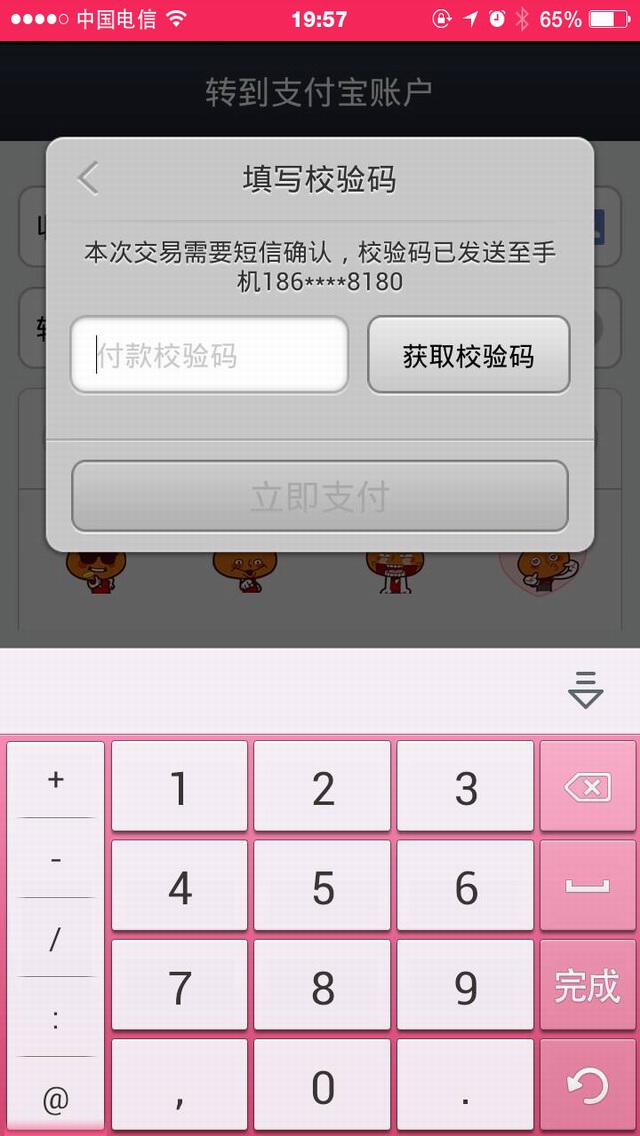 中国电信 19:57 65%
转到支付宝账户
填写校验码
本次交易需要短信确认，校验码已发送至手
机186****8180
付款校验码 获取校验码
立即支付
+ 1 2 3
- 4 5 6
/ 7 8 9 完成
: , 0 .
@